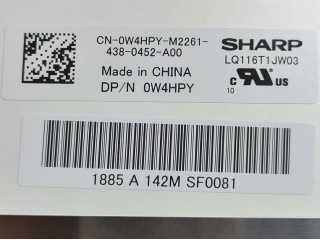 CN-0W4HPY-M2261-
438-0452-A00
Made in CHINA
DP/N 0W4HPY
SHARP
LQ116T1JW03
C US
10
1885 A 142M SF0081